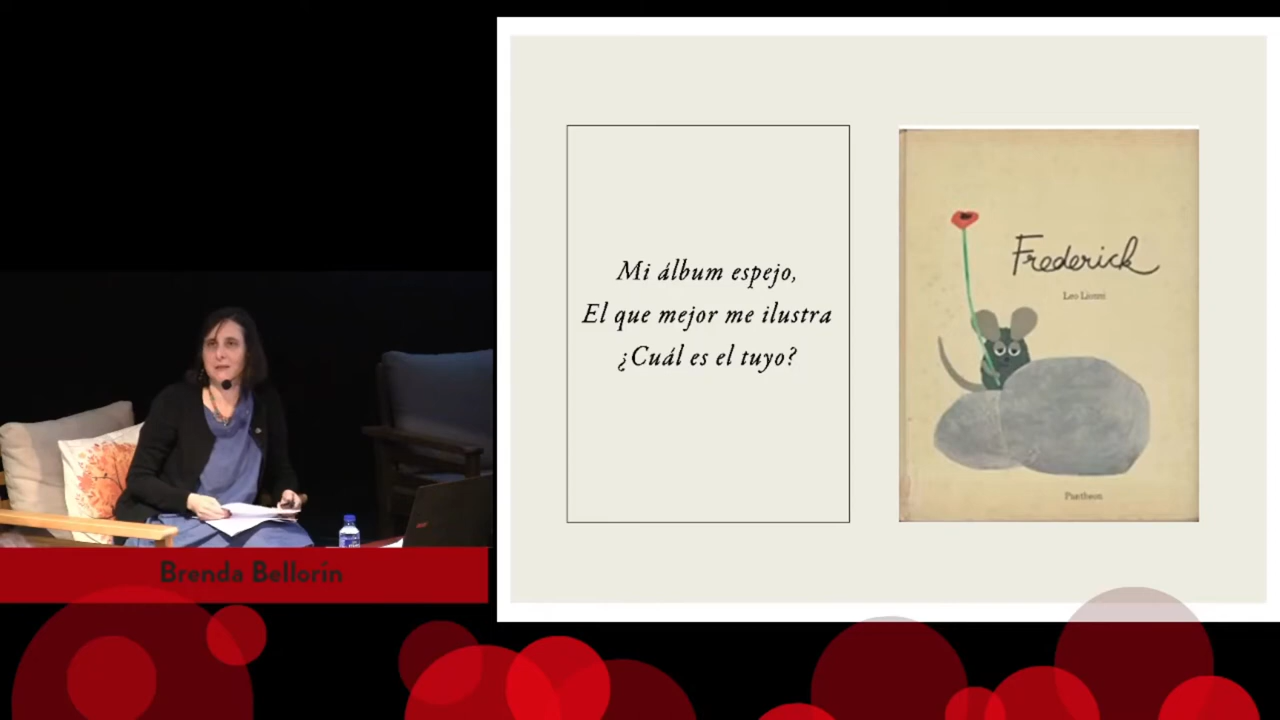 Mi álbum espejo,
El que mejor me ilustra
¿Cuál es el tuyo?
Frederick
Leo Lionni
Pantheon
Brenda Bellorín